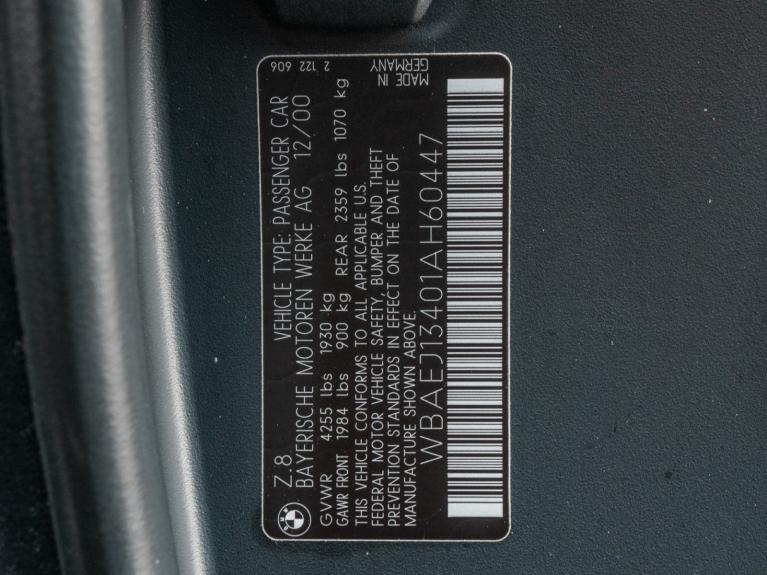 Z.8 VEHICLE TYPE: PASSENGER CAR
BAYERISCHE MOTOREN WERKE AG 12/00
GVWR 4255 lbs 1930 kg
GAWR FRONT 1984 lbs 900 kg REAR 2359 lbs 1070 kg
THIS VEHICLE CONFORMS TO ALL APPLICABLE U.S.
FEDERAL MOTOR VEHICLE SAFETY, BUMPER AND THEFT
PREVENTION STANDARDS IN EFFECT ON THE DATE OF
MANUFACTURE SHOWN ABOVE.
WBAEJ13401AH60447
2 122 606
MADE IN
GERMANY
BMW